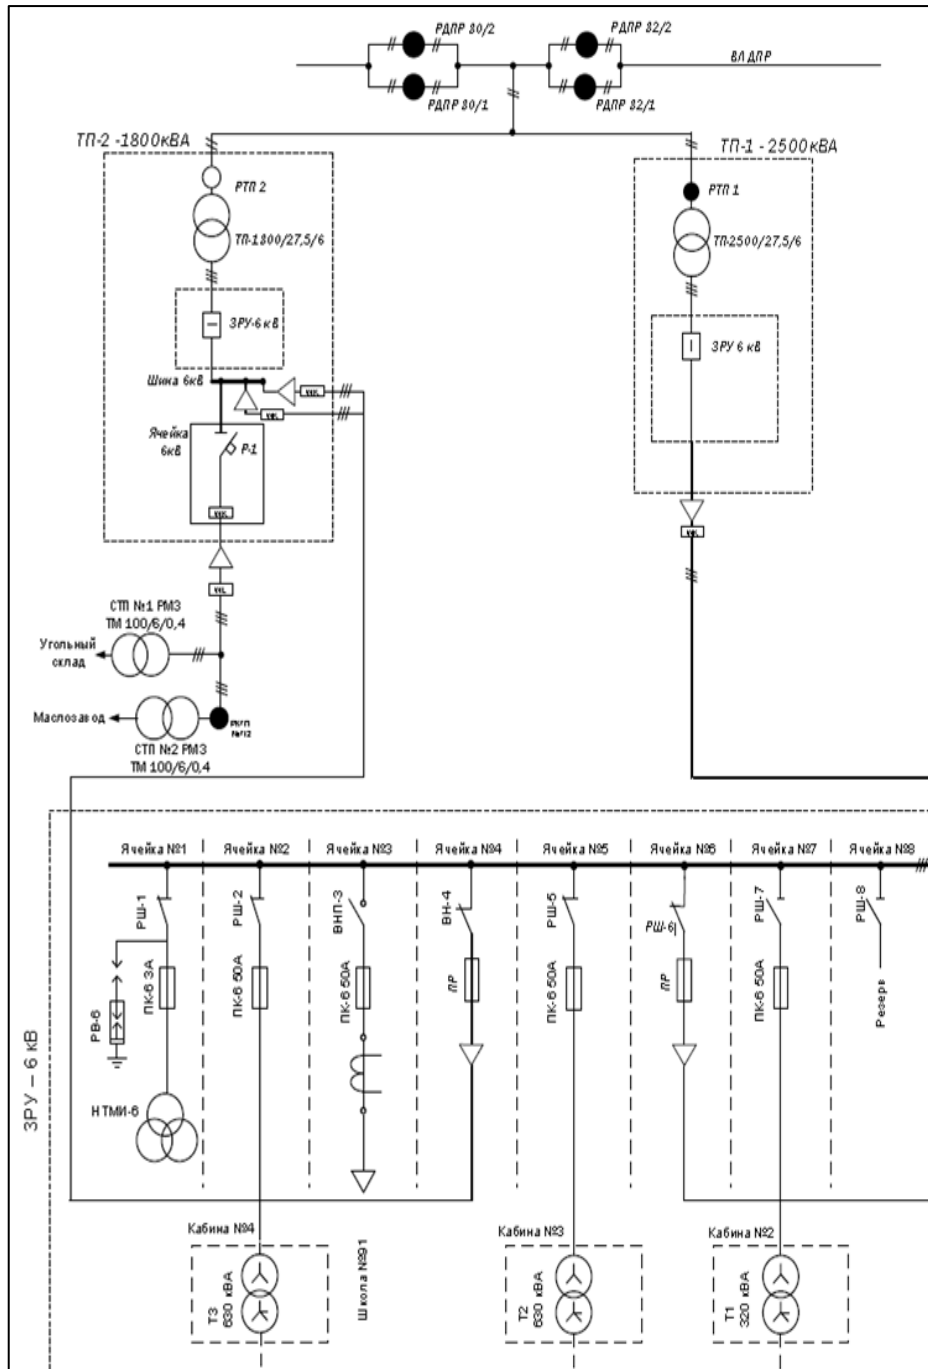 РДПР 80/2
РДПР 82/2
ВЛ ДПР
РДПР 80/1
РДПР 82/1
ТП-2 -1800кВА
ТП-1 - 2500кВА
РТП 2
РТП 1
ТП-1800/27,5/6
ТП-2500/27,5/6
ЗРУ-6 кв
ЗРУ 6 кв
Шина 6кв
Ячейка
6кв
Р-1
СТП №1 РМЗ
ТМ 100/6/0,4
Угольный
склад
Маслозавод
СТП №2 РМЗ
ТМ 100/6/0,4
ЗРУ – 6 кВ
Ячейка №1
Ячейка №2
Ячейка №3
Ячейка №4
Ячейка №5
Ячейка №6
Ячейка №7
Ячейка №8
РШ-1
РШ-2
ВНП-3
ВН-4
РШ-5
РШ-6
РШ-7
РШ-8
РВ-6
ПК-6 3А
ПК-6 50А
ПК-6 50А
ПР
ПК-6 50А
ПР
ПК-6 50А
Резерв
НТМИ-6
Кабина №4
Кабина №3
Кабина №2
Т3
630 кВА
Школа №91
Т2
630 кВА
Т1
320 кВА